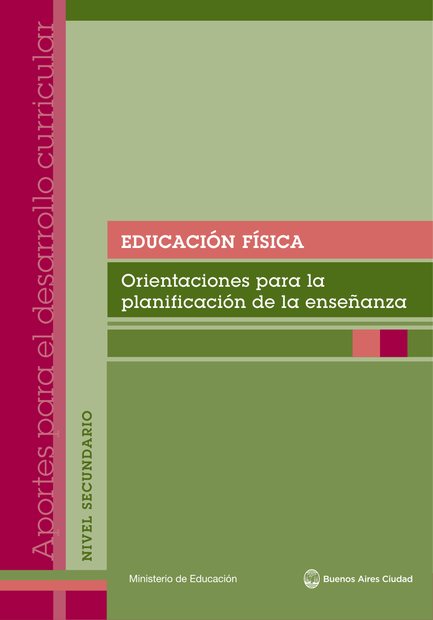 Aportes para el desarrollo curricular
NIVEL SECUNDARIO
EDUCACIÓN FÍSICA
Orientaciones para la
planificación de la enseñanza
Ministerio de Educación
Buenos Aires Ciudad